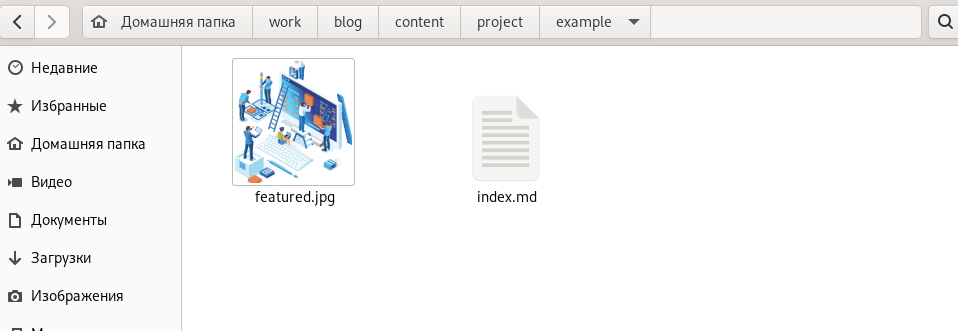 Домашняя папка work blog content project example
Недавние
Избранные
Домашняя папка
Видео
Документы
Загрузки
Изображения
featured.jpg
index.md